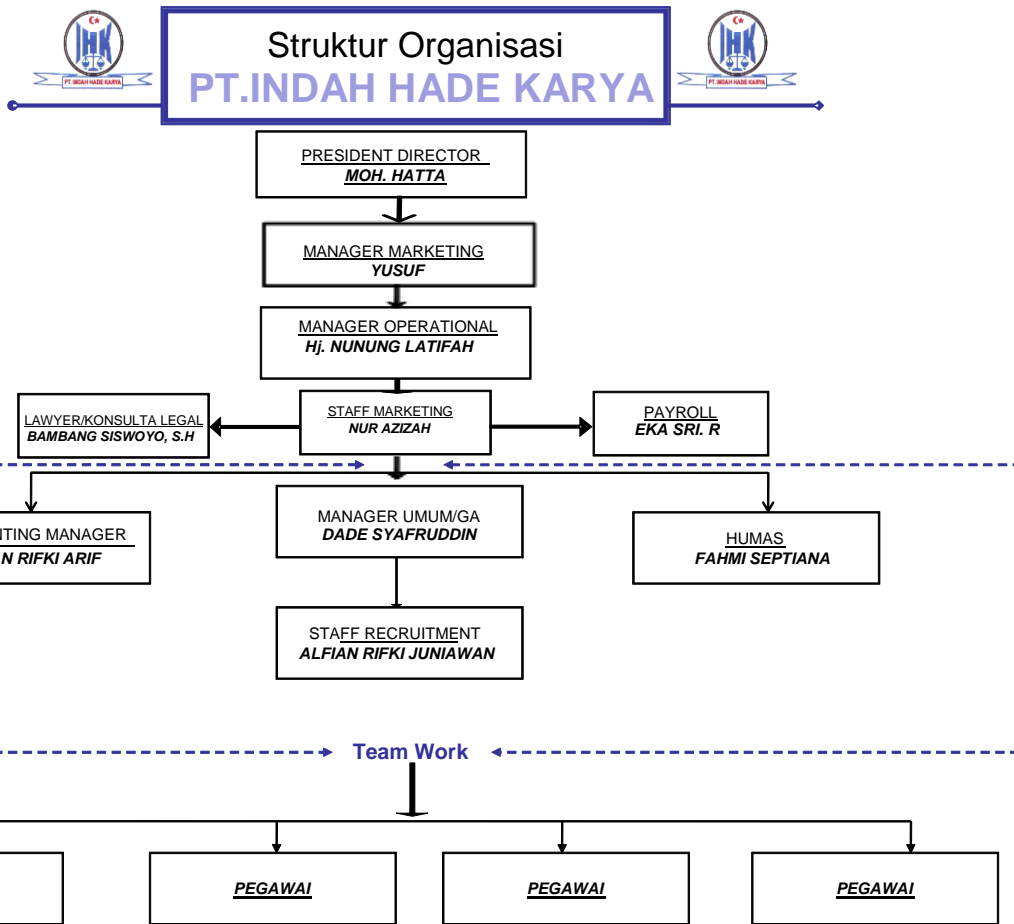 Struktur Organisasi
PT.INDAH HADE KARYA
PT. INDAH HADE KARYA
PT. INDAH HADE KARYA
PRESIDENT DIRECTOR
MOH. HATTA
MANAGER MARKETING
YUSUF
MANAGER OPERATIONAL
Hj. NUNUNG LATIFAH
LAWYER/KONSULTA LEGAL
BAMBANG SISWOYO, S.H
STAFF MARKETING
NUR AZIZAH
PAYROLL
EKA SRI. R
NTING MANAGER
N RIFKI ARIF
MANAGER UMUM/GA
DADE SYAFRUDDIN
HUMAS
FAHMI SEPTIANA
STAFF RECRUITMENT
ALFIAN RIFKI JUNIAWAN
Team Work
PEGAWAI
PEGAWAI
PEGAWAI